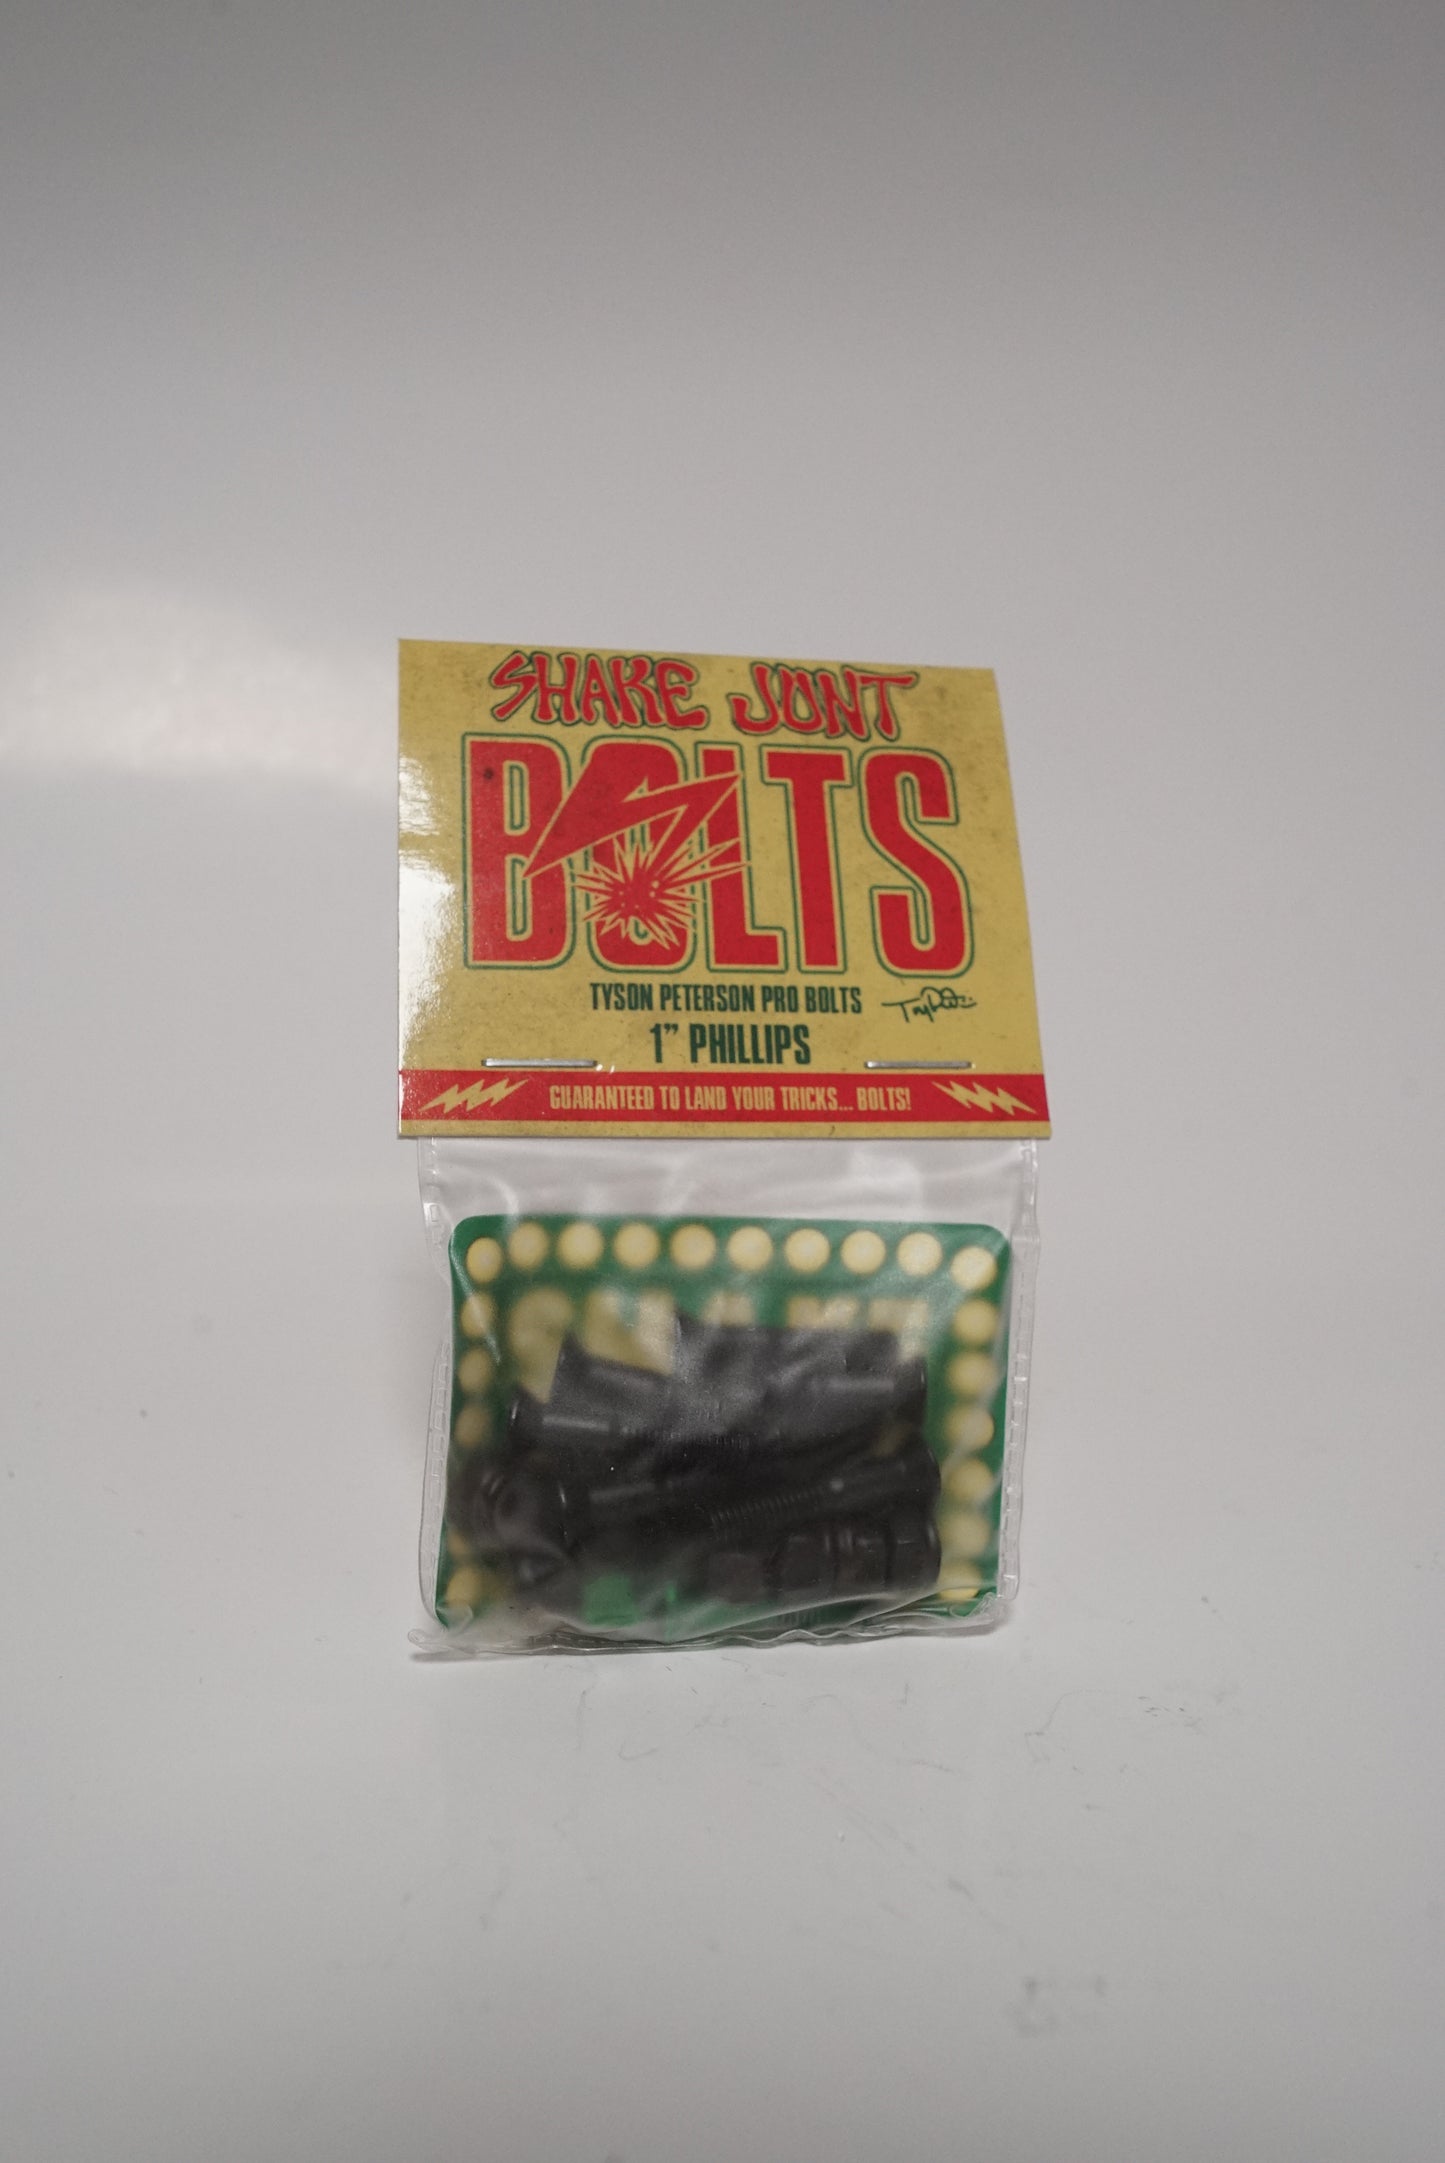 SHAKE JUNT
BOLTS
TYSON PETERSON PRO BOLTS
1" PHILLIPS
GUARANTEED TO LAND YOUR TRICKS... BOLTS!